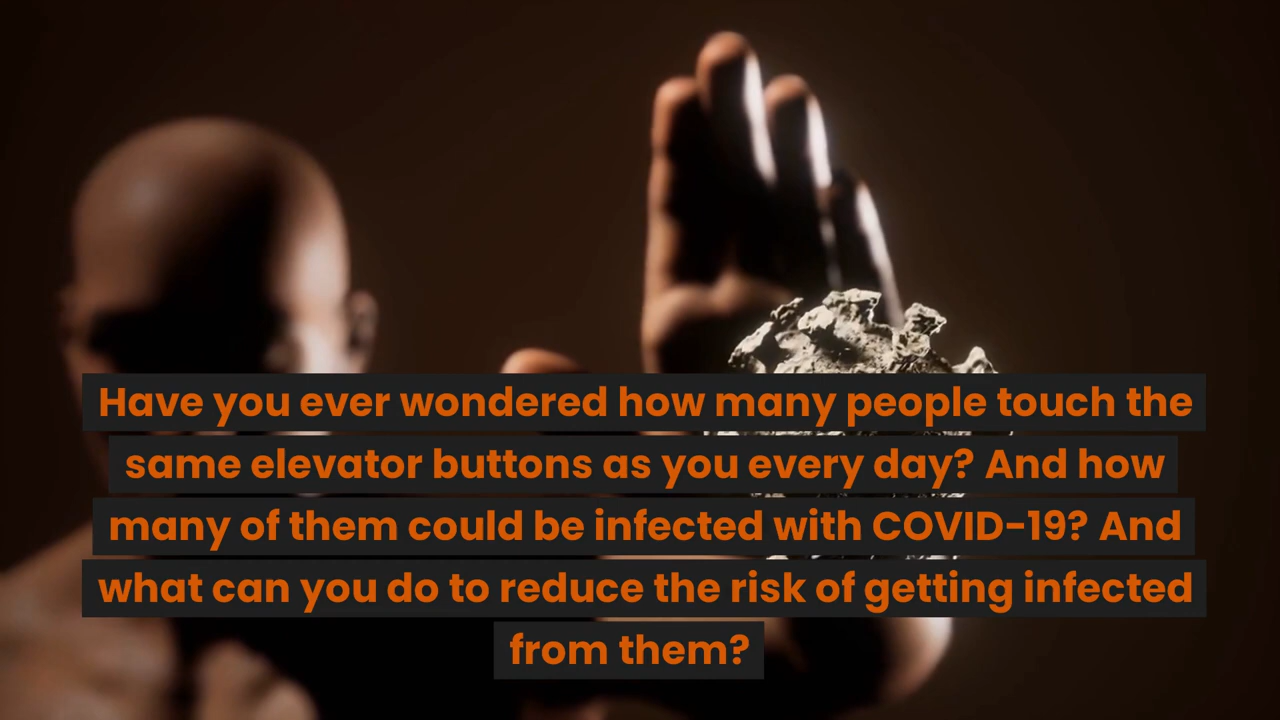 Have you ever wondered how many people touch the
same elevator buttons as you every day? And how
many of them could be infected with COVID-19? And
what can you do to reduce the risk of getting infected
from them?